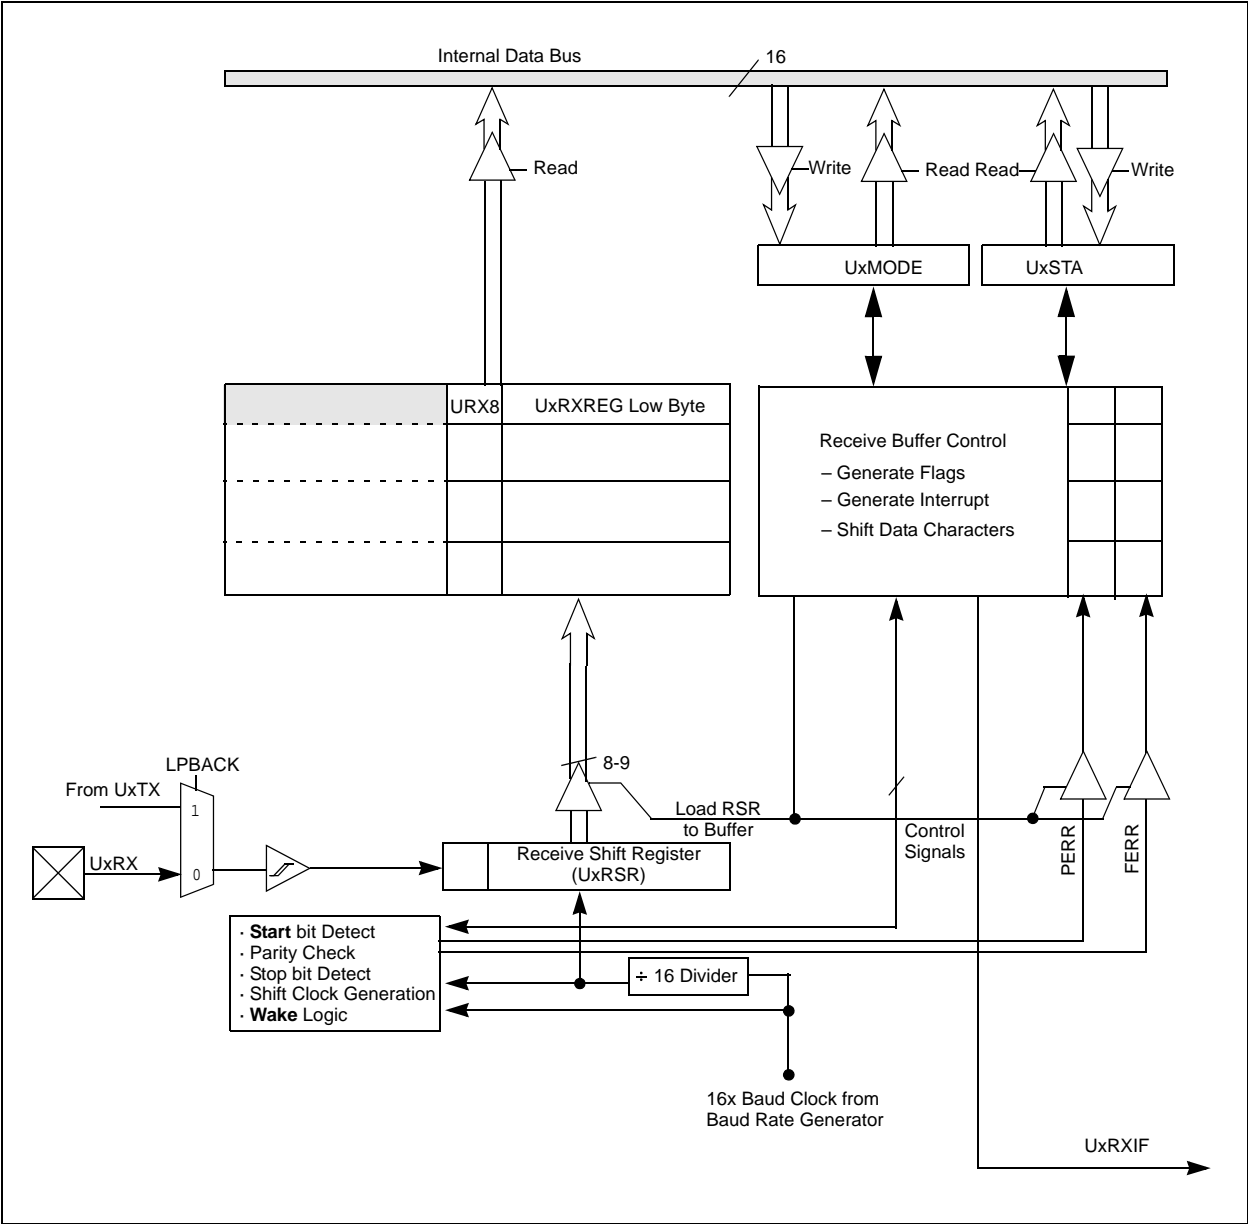 Internal Data Bus
16
Read
Write
Read Read
Write
UxMODE
UxSTA
URX8
UxRXREG Low Byte
Receive Buffer Control
– Generate Flags
– Generate Interrupt
– Shift Data Characters
LPBACK
8-9
From UxTX
1
Load RSR
to Buffer
Control
Signals
PERR
FERR
UxRX
0
Receive Shift Register
(UxRSR)
· Start bit Detect
· Parity Check
· Stop bit Detect
· Shift Clock Generation
· Wake Logic
÷ 16 Divider
16x Baud Clock from
Baud Rate Generator
UxRXIF